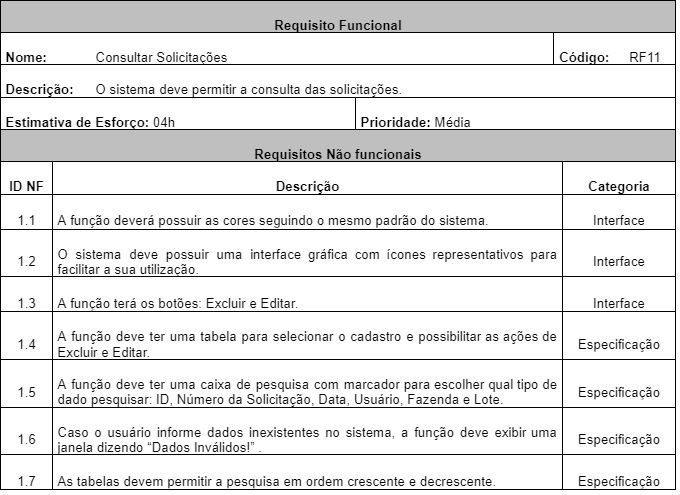 Requisito Funcional
Nome: Consultar Solicitações Código: RF11
Descrição: O sistema deve permitir a consulta das solicitações.
Estimativa de Esforço: 04h Prioridade: Média
Requisitos Não funcionais
ID NF Descrição Categoria
1.1 A função deverá possuir as cores seguindo o mesmo padrão do sistema. Interface
1.2 O sistema deve possuir uma interface gráfica com ícones representativos para
facilitar a sua utilização. Interface
1.3 A função terá os botões: Excluir e Editar. Interface
1.4 A função deve ter uma tabela para selecionar o cadastro e possibilitar as ações de
Excluir e Editar. Especificação
1.5 A função deve ter uma caixa de pesquisa com marcador para escolher qual tipo de
dado pesquisar: ID, Número da Solicitação, Data, Usuário, Fazenda e Lote. Especificação
1.6 Caso o usuário informe dados inexistentes no sistema, a função deve exibir uma
janela dizendo “Dados Inválidos!” . Especificação
1.7 As tabelas devem permitir a pesquisa em ordem crescente e decrescente. Especificação